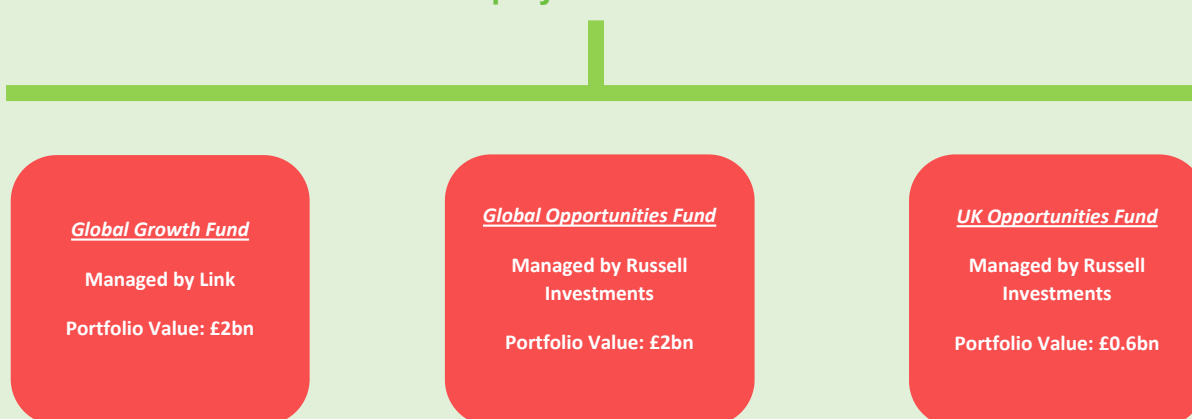 Global Growth Fund
Managed by Link
Portfolio Value: £2bn
Global Opportunities Fund
Managed by Russell
Investments
Portfolio Value: £2bn
UK Opportunities Fund
Managed by Russell
Investments
Portfolio Value: £0.6bn